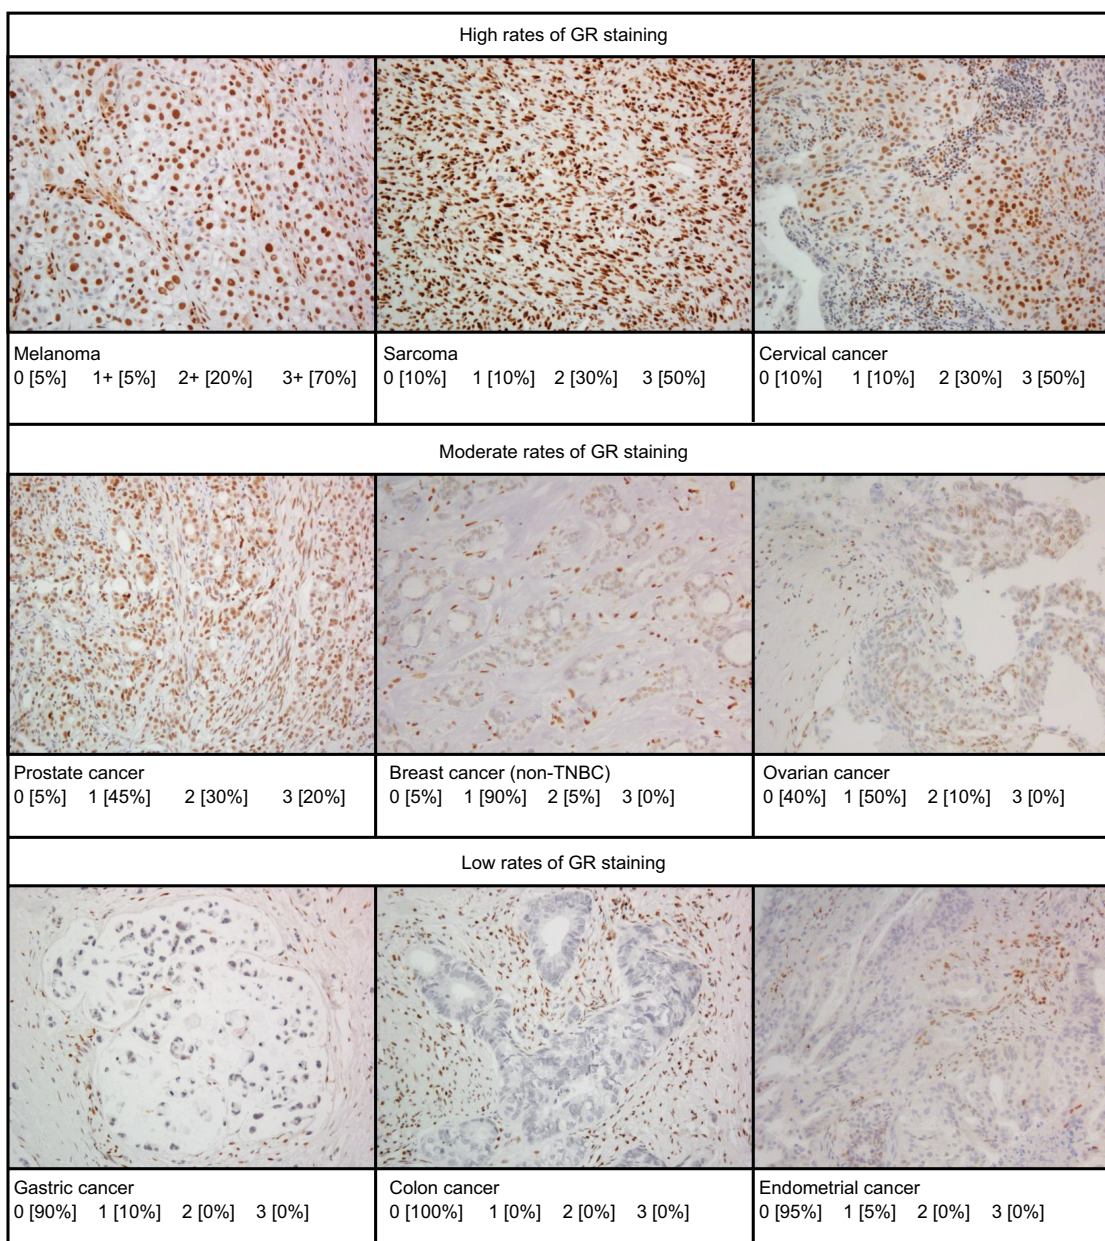 High rates of GR staining
Melanoma
0 [5%] 1+ [5%] 2+ [20%] 3+ [70%]
Sarcoma
0 [10%] 1 [10%] 2 [30%] 3 [50%]
Cervical cancer
0 [10%] 1 [10%] 2 [30%] 3 [50%]
Moderate rates of GR staining
Prostate cancer
0 [5%] 1 [45%] 2 [30%] 3 [20%]
Breast cancer (non-TNBC)
0 [5%] 1 [90%] 2 [5%] 3 [0%]
Ovarian cancer
0 [40%] 1 [50%] 2 [10%] 3 [0%]
Low rates of GR staining
Gastric cancer
0 [90%] 1 [10%] 2 [0%] 3 [0%]
Colon cancer
0 [100%] 1 [0%] 2 [0%] 3 [0%]
Endometrial cancer
0 [95%] 1 [5%] 2 [0%] 3 [0%]